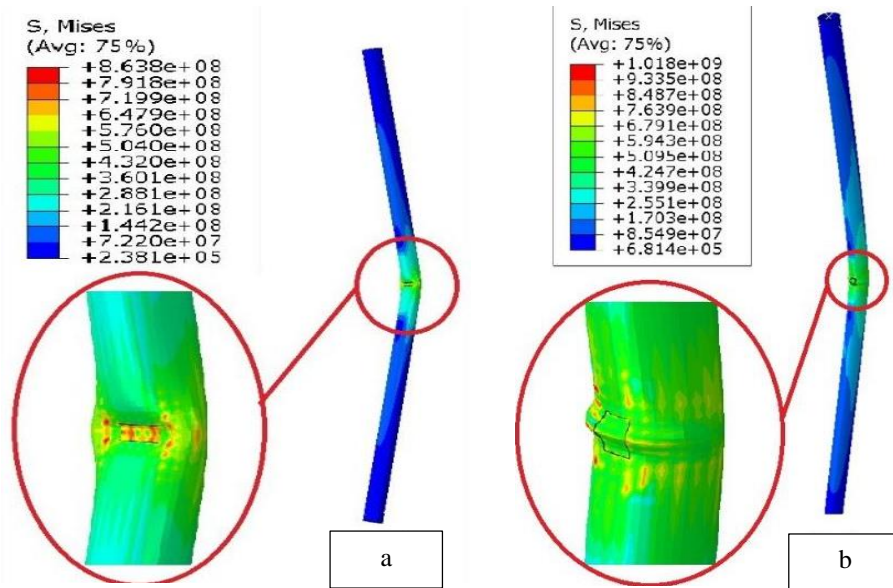 S, Mises
(Avg: 75%)
+8.638e+08
+7.918e+08
+7.199e+08
+6.479e+08
+5.760e+08
+5.040e+08
+4.320e+08
+3.601e+08
+2.881e+08
+2.161e+08
+1.442e+08
+7.220e+07
+2.381e+05
a
S, Mises
(Avg: 75%)
+1.018e+09
+9.335e+08
+8.487e+08
+7.639e+08
+6.791e+08
+5.943e+08
+5.095e+08
+4.247e+08
+3.399e+08
+2.551e+08
+1.703e+08
+8.549e+07
+6.814e+05
b